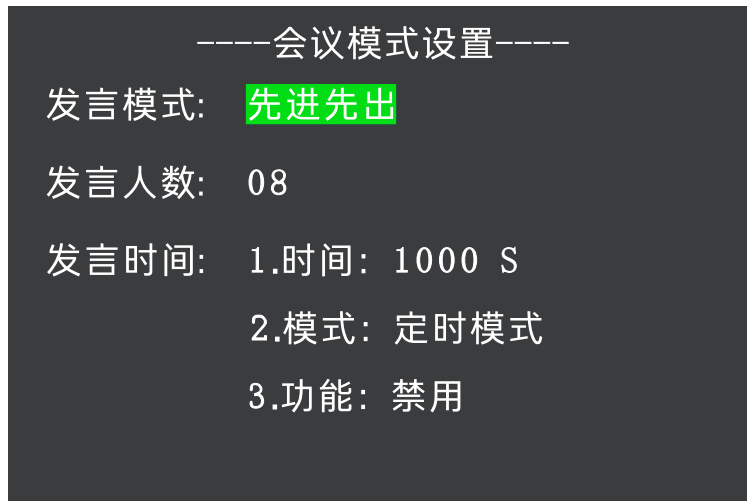 ----会议模式设置----
发言模式: 先进先出
发言人数: 08
发言时间: 1.时间: 1000 S
2.模式: 定时模式
3.功能: 禁用